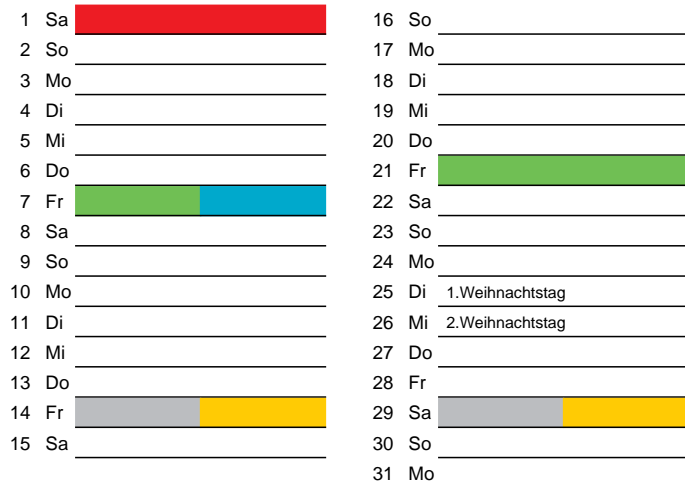 1 Sa
2 So
3 Mo
4 Di
5 Mi
6 Do
7 Fr
8 Sa
9 So
10 Mo
11 Di
12 Mi
13 Do
14 Fr
15 Sa
16 So
17 Mo
18 Di
19 Mi
20 Do
21 Fr
22 Sa
23 So
24 Mo
25 Di 1.Weihnachtstag
26 Mi 2.Weihnachtstag
27 Do
28 Fr
29 Sa
30 So
31 Mo